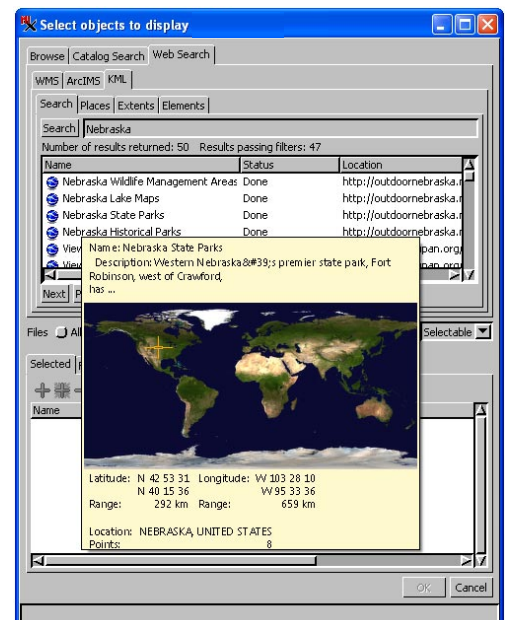 Select objects to display
Browse Catalog Search Web Search
WMS ArcIMS KML
Search Places Extents Elements
Search Nebraska
Number of results returned: 50 Results passing filters: 47
Name Status Location
Nebraska Wildlife Management Areas Done http://outdoornebraska.n
Nebraska Lake Maps Done http://outdoornebraska.n
Nebraska State Parks Done http://outdoornebraska.n
Nebraska Historical Parks Done http://outdoornebraska.n
View
View
Name: Nebraska State Parks
Description: Western Nebraska&#39;s premier state park, Fort
Robinson, west of Crawford,
has ...
Next
Files All Selectable
Selected
Name
Latitude: N 42 53 31 Longitude: W 103 28 10
N 40 15 36 W 95 33 36
Range: 292 km Range: 659 km
Location: NEBRASKA, UNITED STATES
Points: 8
OK Cancel